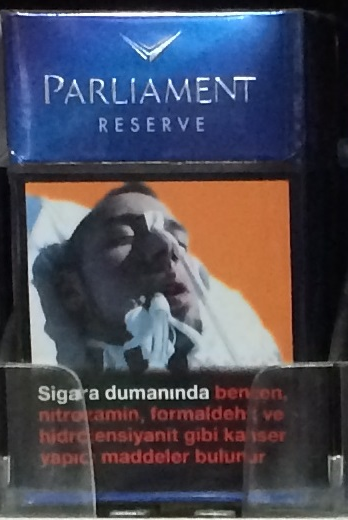 PARLIAMENT
RESERVE
Sigara dumanında benzen,
nitrozamin, formaldehit ve
hidrojensiyanit gibi kanser
yapıcı maddeler bulunur